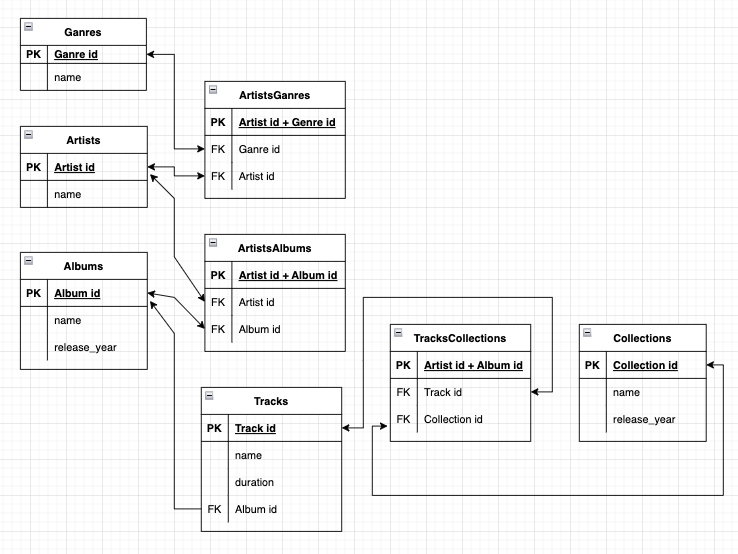 Ganres
PK Ganre id
name
ArtistsGanres
PK Artist id + Genre id
FK Ganre id
FK Artist id
Artists
PK Artist id
name
ArtistsAlbums
PK Artist id + Album id
FK Artist id
FK Album id
Albums
PK Album id
name
release_year
TracksCollections
PK Artist id + Album id
FK Track id
FK Collection id
Collections
PK Collection id
name
release_year
Tracks
PK Track id
name
duration
FK Album id